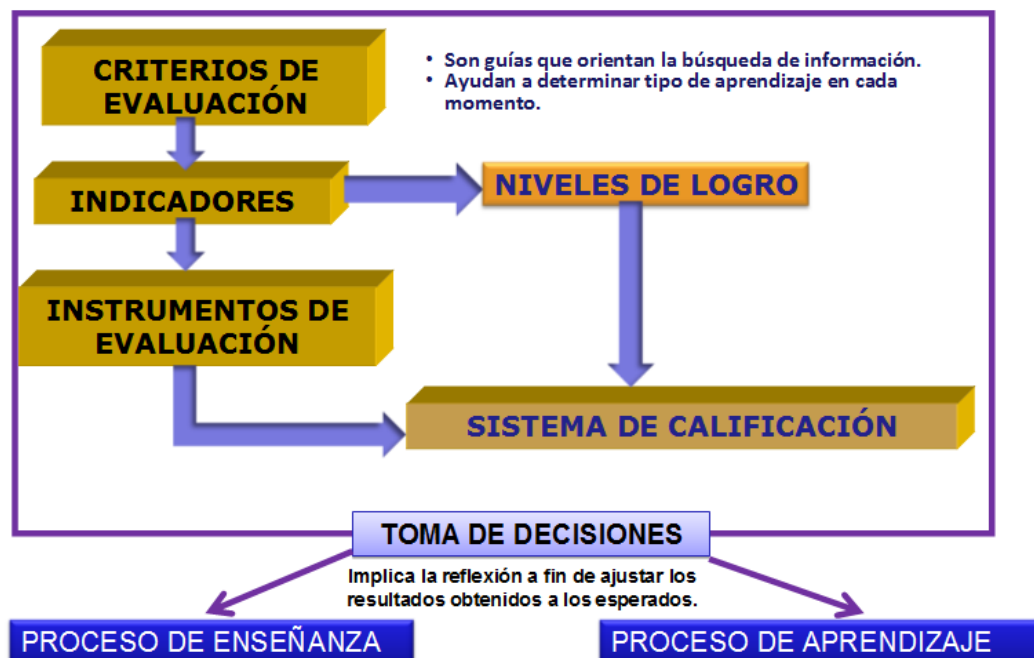 CRITERIOS DE
EVALUACIÓN
• Son guías que orientan la búsqueda de información.
• Ayudan a determinar tipo de aprendizaje en cada
momento.
INDICADORES
NIVELES DE LOGRO
INSTRUMENTOS DE
EVALUACIÓN
SISTEMA DE CALIFICACIÓN
TOMA DE DECISIONES
Implica la reflexión a fin de ajustar los
resultados obtenidos a los esperados.
PROCESO DE ENSEÑANZA
PROCESO DE APRENDIZAJE